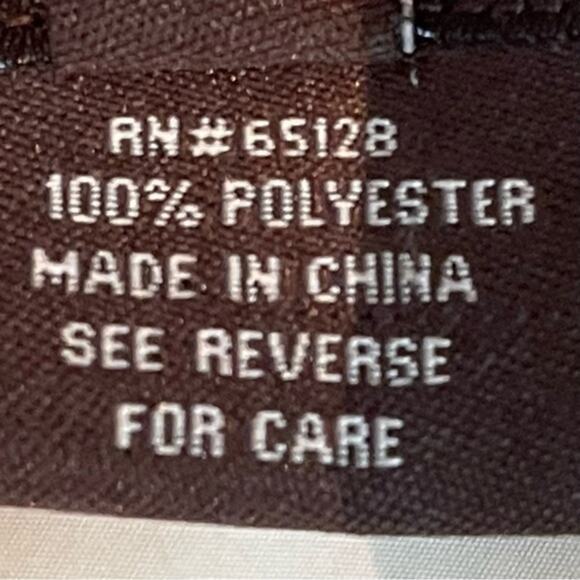 RN#65128
100% POLYESTER
MADE IN CHINA
SEE REVERSE
FOR CARE